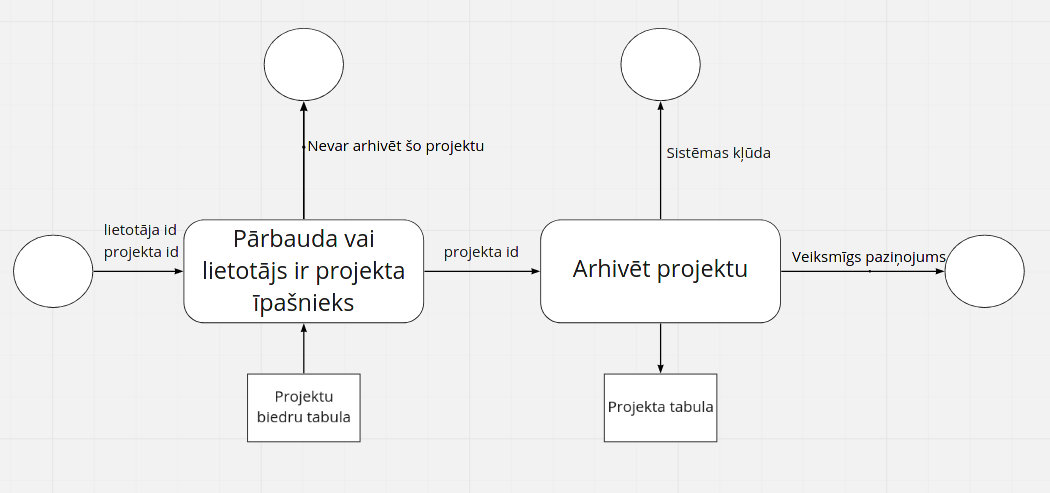 Nevar arhivēt šo projektu
Sistēmas kļūda
lietotāja id
projekta id
Pārbauda vai
lietotājs ir projekta
īpašnieks
projekta id
Arhivēt projektu
Veiksmīgs paziņojums
Projektu
biedru tabula
Projekta tabula